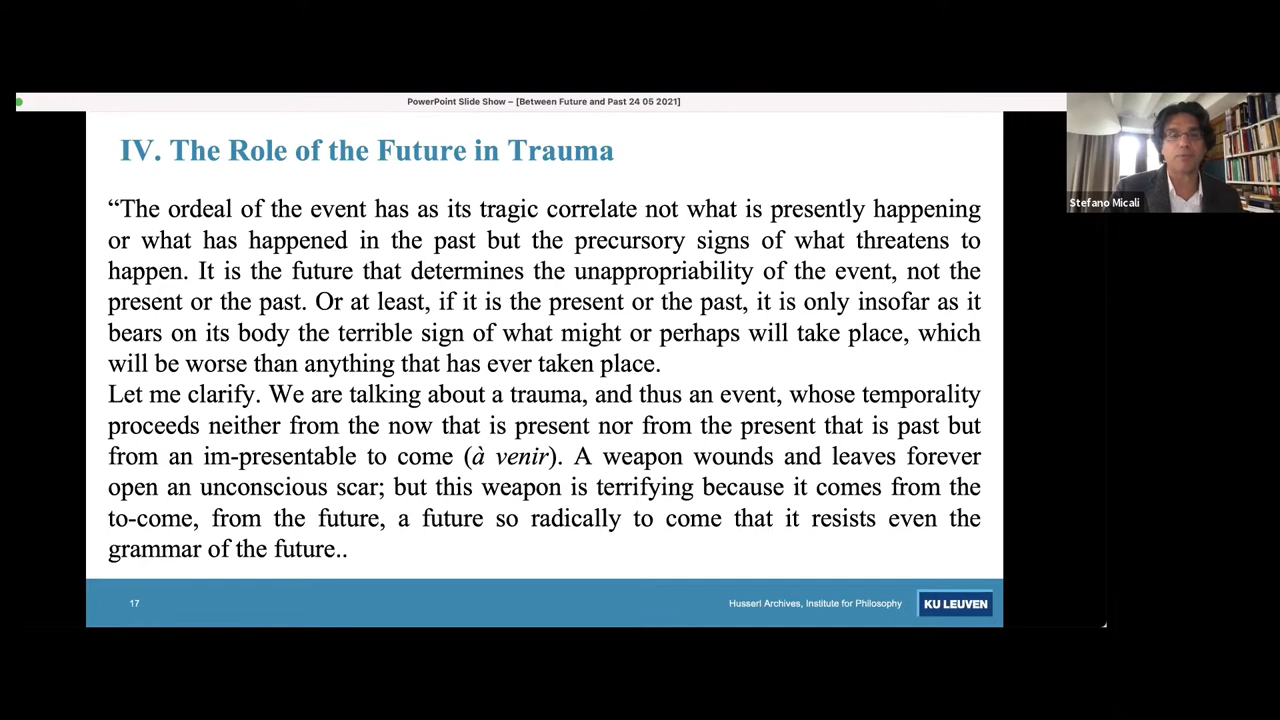 PowerPoint Slide Show – [Between Future and Past 24 05 2021]
IV. The Role of the Future in Trauma
“The ordeal of the event has as its tragic correlate not what is presently happening
or what has happened in the past but the precursory signs of what threatens to
happen. It is the future that determines the unappropriability of the event, not the
present or the past. Or at least, if it is the present or the past, it is only insofar as it
bears on its body the terrible sign of what might or perhaps will take place, which
will be worse than anything that has ever taken place.
Let me clarify. We are talking about a trauma, and thus an event, whose temporality
proceeds neither from the now that is present nor from the present that is past but
from an im-presentable to come (à venir). A weapon wounds and leaves forever
open an unconscious scar; but this weapon is terrifying because it comes from the
to-come, from the future, a future so radically to come that it resists even the
grammar of the future..
17
Husserl Archives, Institute for Philosophy
KU LEUVEN
Stefano Micali